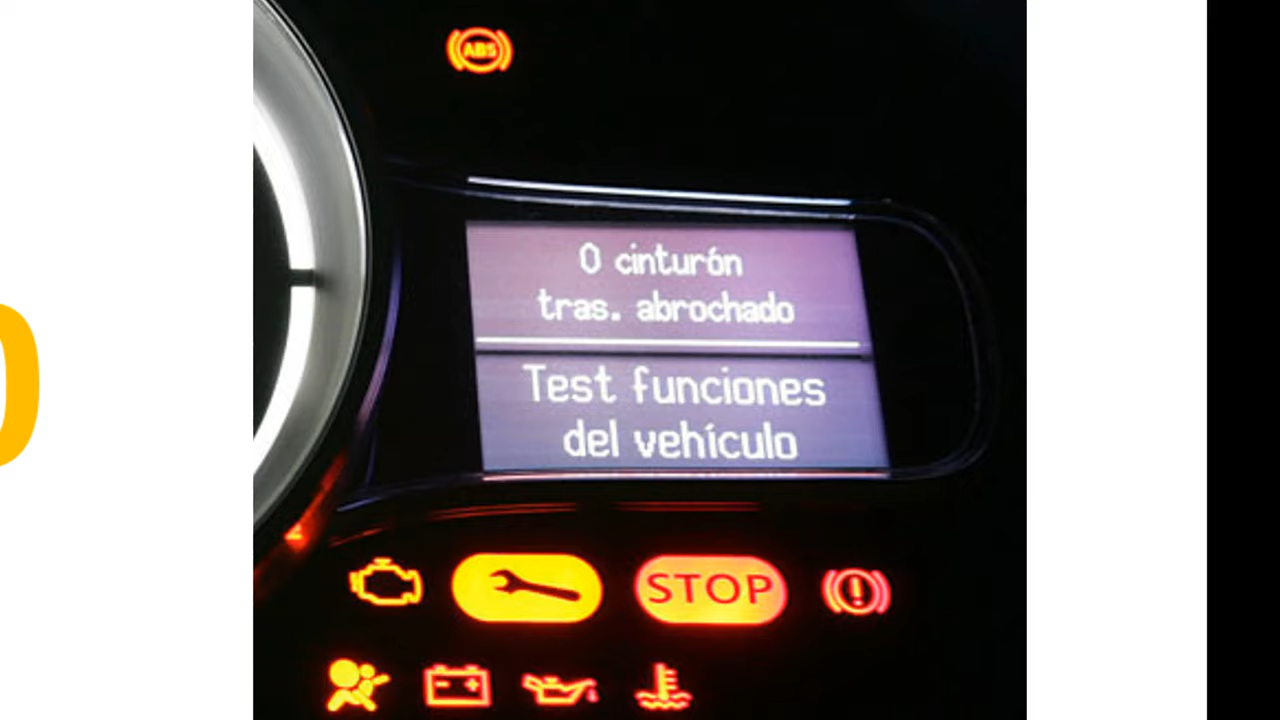 ABS
0 cinturón
tras. abrochado
Test funciones
del vehículo
STOP